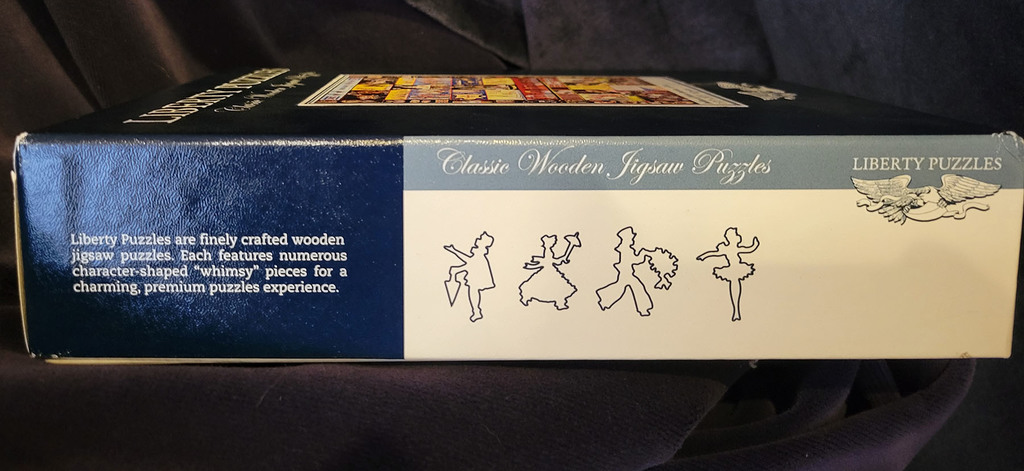 LIBERTY PUZZLES
Classic Wooden Jigsaw Puzzles
LIBERTY PUZZLES
Liberty Puzzles are finely crafted wooden
jigsaw puzzles. Each features numerous
character-shaped “whimsy” pieces for a
charming, premium puzzles experience.